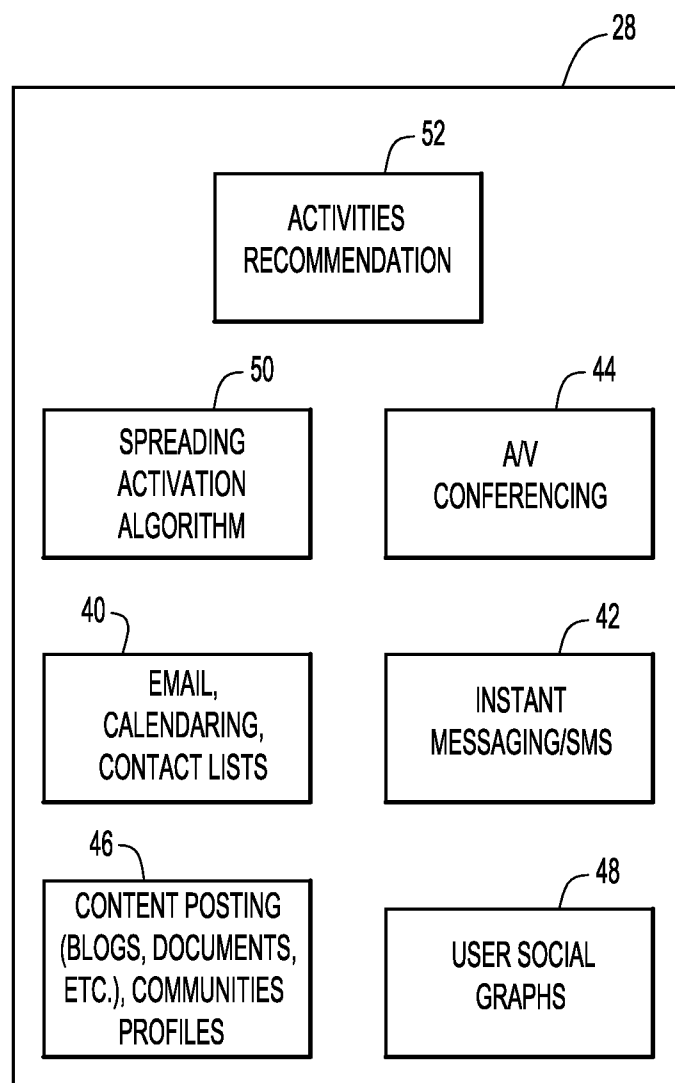 28
52
ACTIVITIES
RECOMMENDATION
50
SPREADING
ACTIVATION
ALGORITHM
44
A/V
CONFERENCING
40
EMAIL,
CALENDARING,
CONTACT LISTS
42
INSTANT
MESSAGING/SMS
46
CONTENT POSTING
(BLOGS, DOCUMENTS,
ETC.), COMMUNITIES
PROFILES
48
USER SOCIAL
GRAPHS